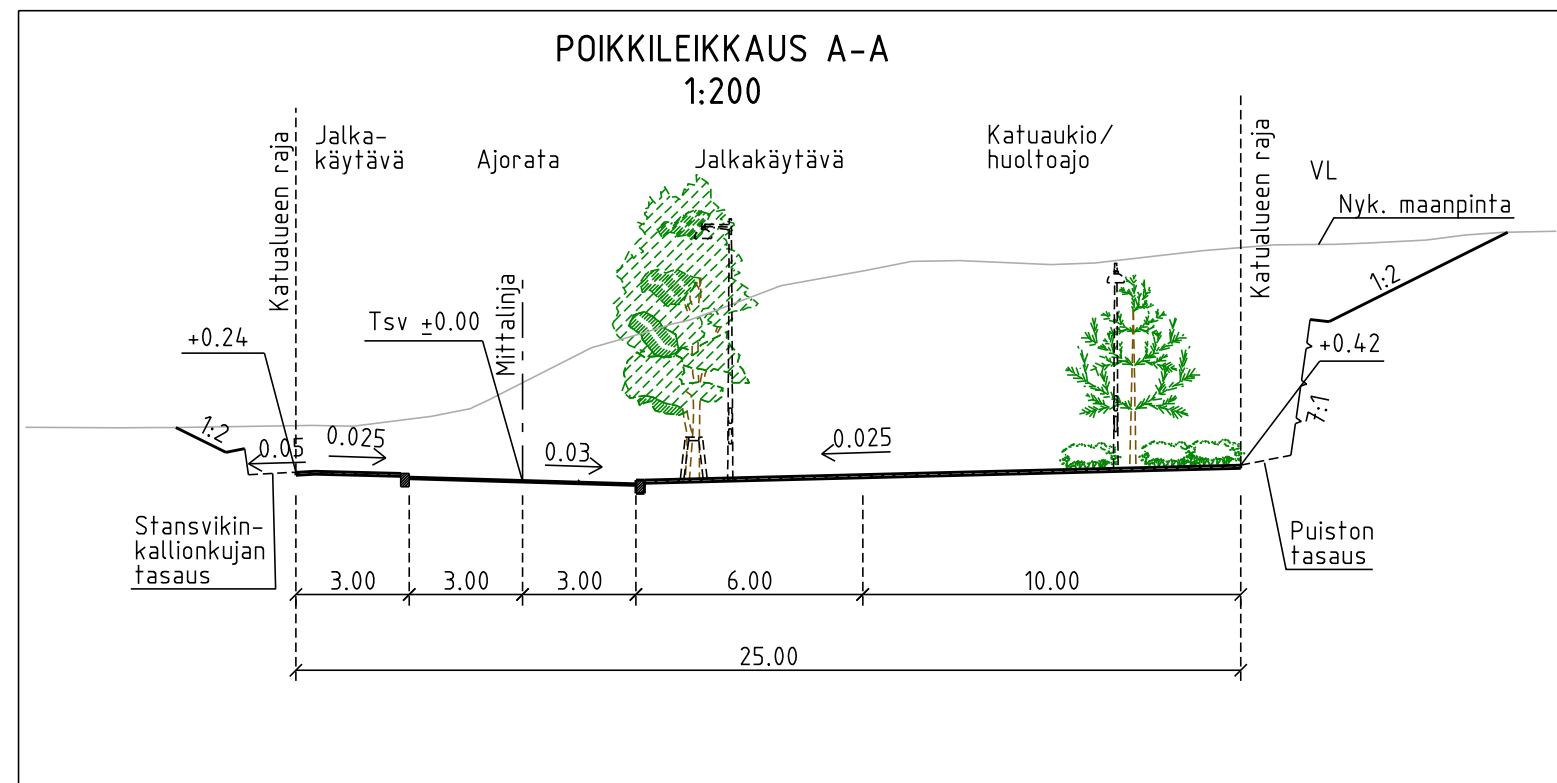 POIKKILEIKKAUS A-A
1:200
Katualueen raja
Jalka-
käytävä
Ajorata
Jalkakäytävä
Katuaukio/
huoltoajo
Katualueen raja
VL
Nyk. maanpinta
1:2
+0.24
Tsv ±0.00
Mittalinja
+0.42
7:1
1:2
0.05
0.025
0.03
0.025
Stansvikin-
kallionkujan
tasaus
Puiston
tasaus
3.00
3.00
3.00
6.00
10.00
25.00